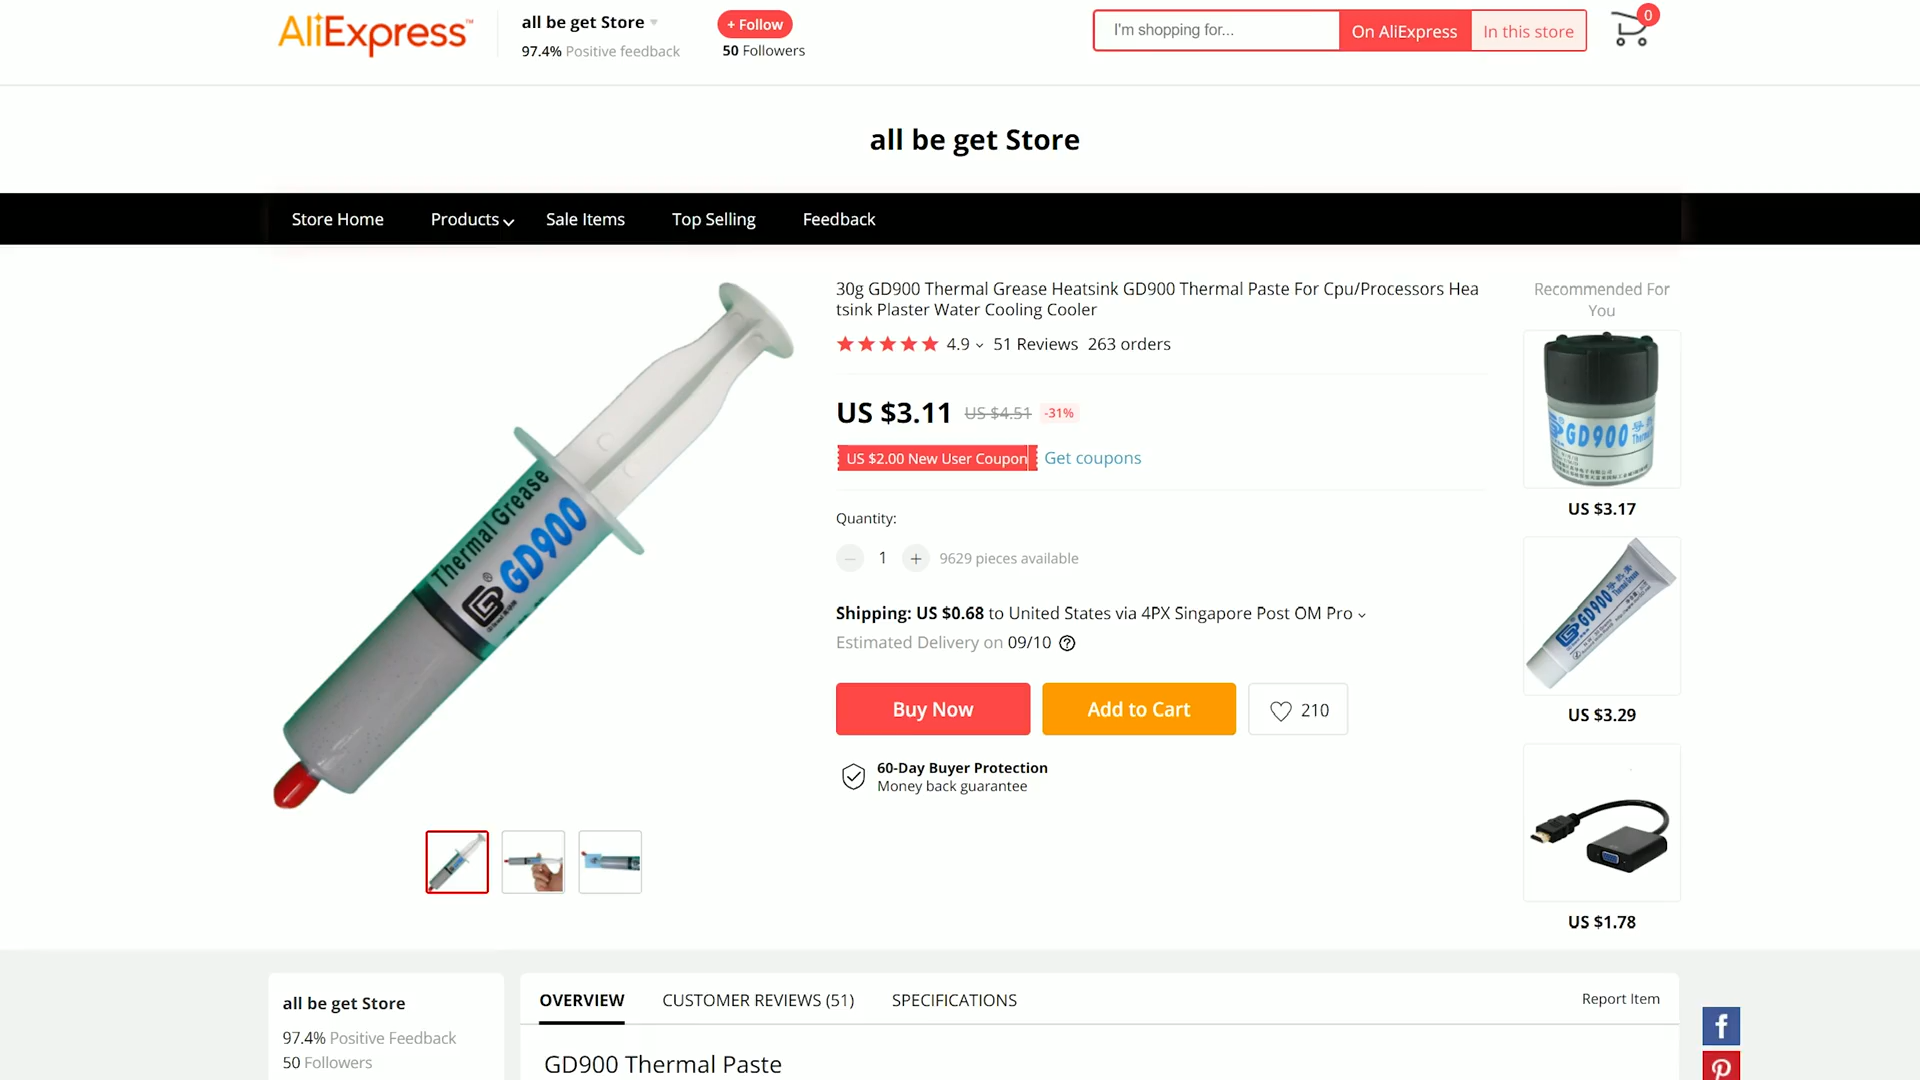 AliExpress™
all be get Store
97.4% Positive feedback
+ Follow
50 Followers
I'm shopping for...
On AliExpress
In this store
0
all be get Store
Store Home
Products
Sale Items
Top Selling
Feedback
Thermal Grease
GD900
30g GD900 Thermal Grease Heatsink GD900 Thermal Paste For Cpu/Processors Hea
tsink Plaster Water Cooling Cooler
4.9
51 Reviews
263 orders
US $3.11
US $4.51
-31%
US $2.00 New User Coupon
Get coupons
Quantity:
1
+
9629 pieces available
Shipping: US $0.68 to United States via 4PX Singapore Post OM Pro
Estimated Delivery on 09/10
Buy Now
Add to Cart
210
60-Day Buyer Protection
Money back guarantee
Recommended For
You
GD900
US $3.17
GD900
US $3.29
US $1.78
all be get Store
97.4% Positive Feedback
50 Followers
OVERVIEW
CUSTOMER REVIEWS (51)
SPECIFICATIONS
Report Item
GD900 Thermal Paste